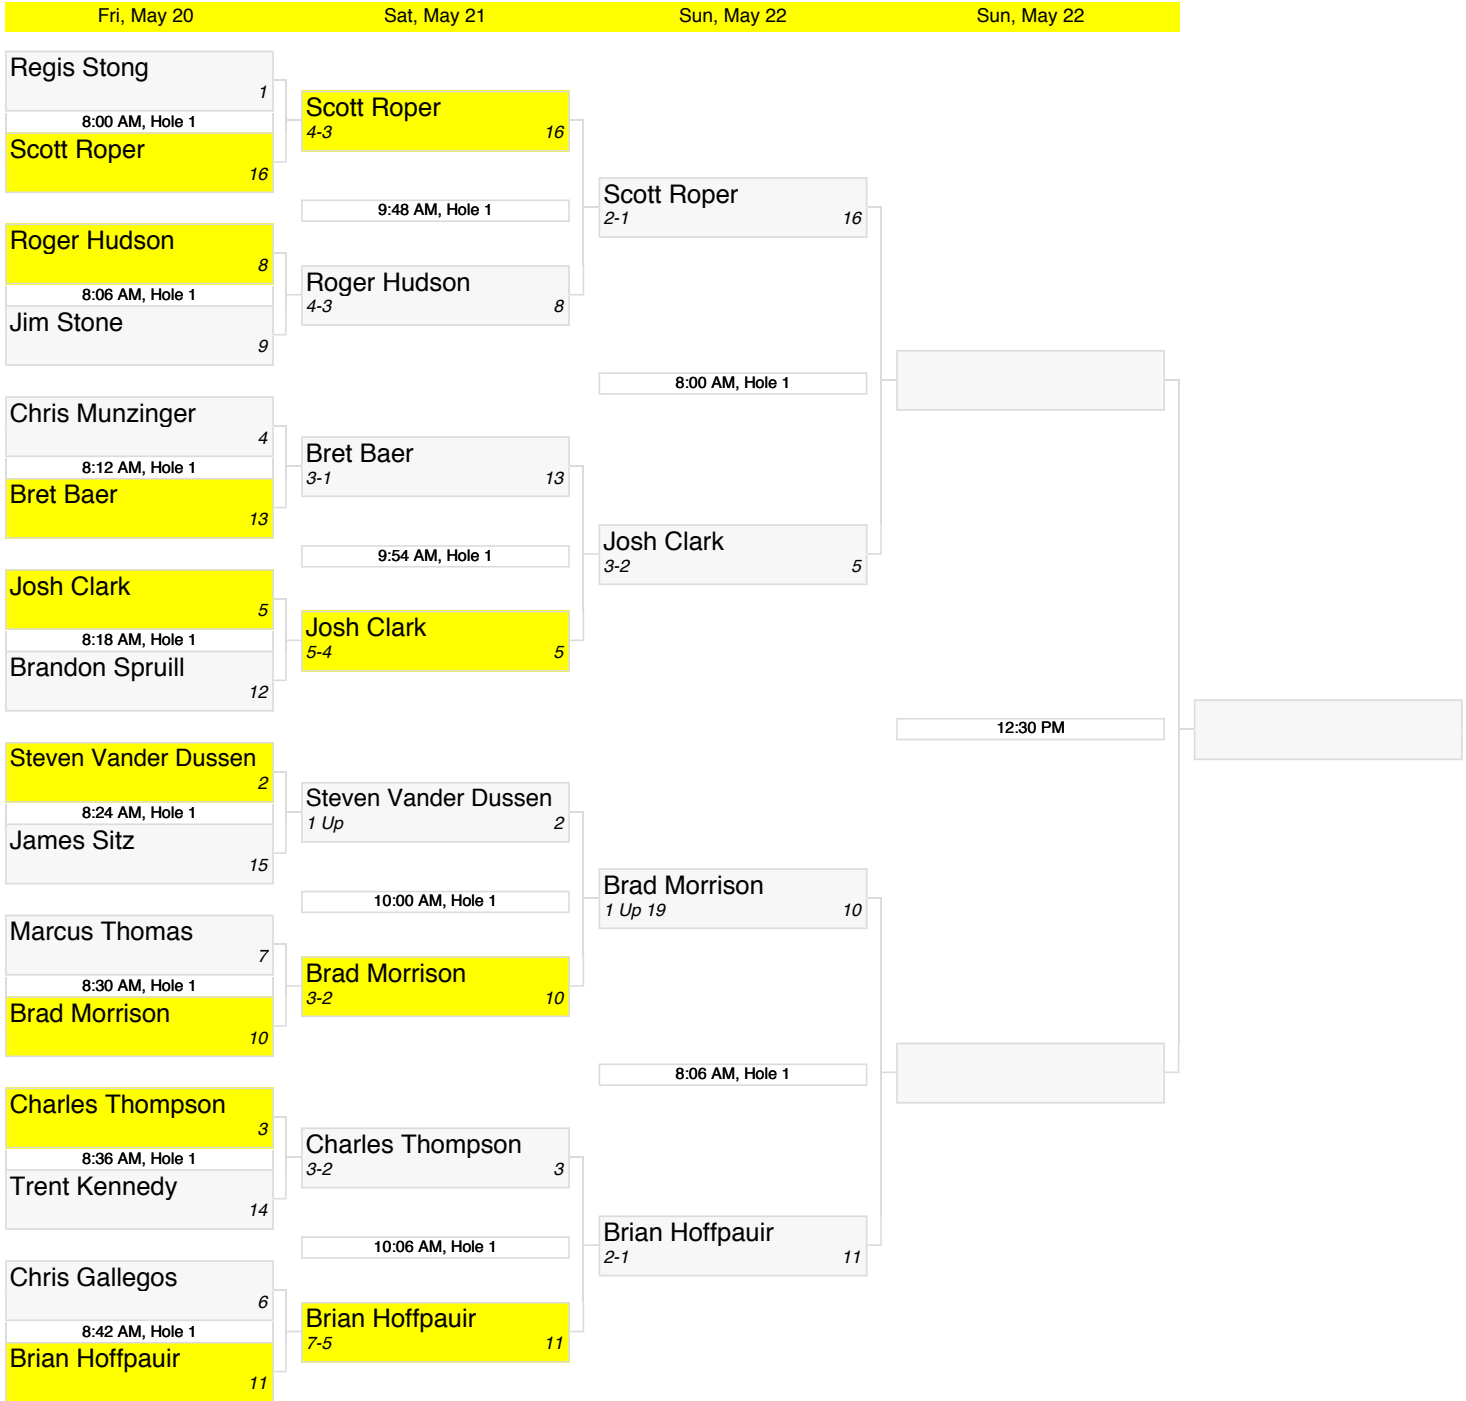 Fri, May 20
Sat, May 21
Sun, May 22
Sun, May 22
Regis Stong
1
8:00 AM, Hole 1
Scott Roper
16
Roger Hudson
8
8:06 AM, Hole 1
Jim Stone
9
Chris Munzinger
4
8:12 AM, Hole 1
Bret Baer
13
Josh Clark
5
8:18 AM, Hole 1
Brandon Spruill
12
Steven Vander Dussen
2
8:24 AM, Hole 1
James Sitz
15
Marcus Thomas
7
8:30 AM, Hole 1
Brad Morrison
10
Charles Thompson
3
8:36 AM, Hole 1
Trent Kennedy
14
Chris Gallegos
6
8:42 AM, Hole 1
Brian Hoffpauir
11
Scott Roper
4-3 16
9:48 AM, Hole 1
Roger Hudson
4-3 8
Bret Baer
3-1 13
9:54 AM, Hole 1
Josh Clark
5-4 5
Steven Vander Dussen
1 Up 2
10:00 AM, Hole 1
Brad Morrison
3-2 10
Charles Thompson
3-2 3
10:06 AM, Hole 1
Brian Hoffpauir
7-5 11
Scott Roper
2-1 16
8:00 AM, Hole 1
Josh Clark
3-2 5
Brad Morrison
1 Up 19 10
8:06 AM, Hole 1
Brian Hoffpauir
2-1 11
12:30 PM